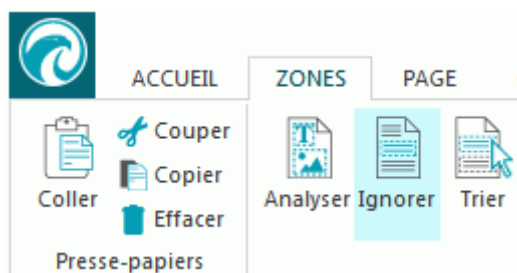 ACCUEIL ZONES PAGE
Coller
Couper
Copier
Effacer
Presse-papiers
Analyser Ignorer Trier